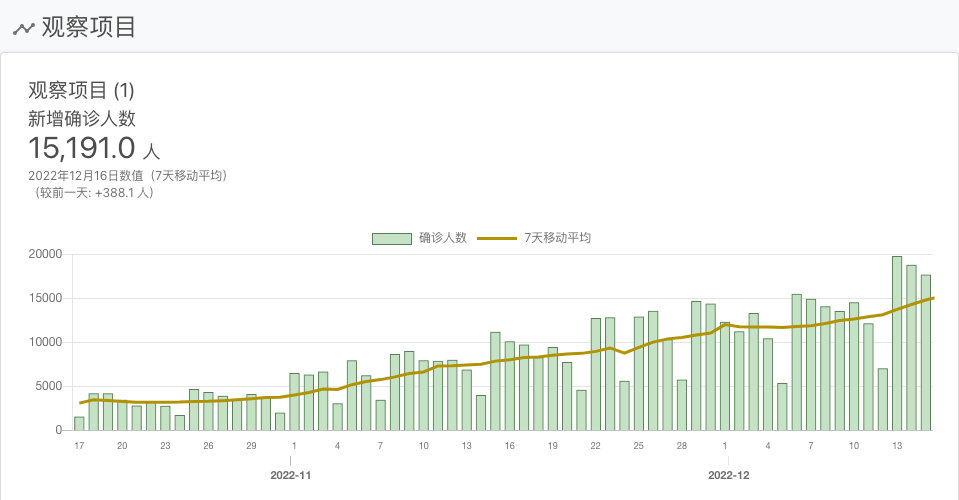 观察项目
观察项目 (1)
新增确诊人数
15,191.0 人
2022年12月16日数值（7天移动平均）
（较前一天: +388.1 人）
确诊人数 7天移动平均
20000
15000
10000
5000
0
17 20 23 26 29 1 4 7 10 13 16 19 22 25 28 1 4 7 10 13
2022-11 2022-12